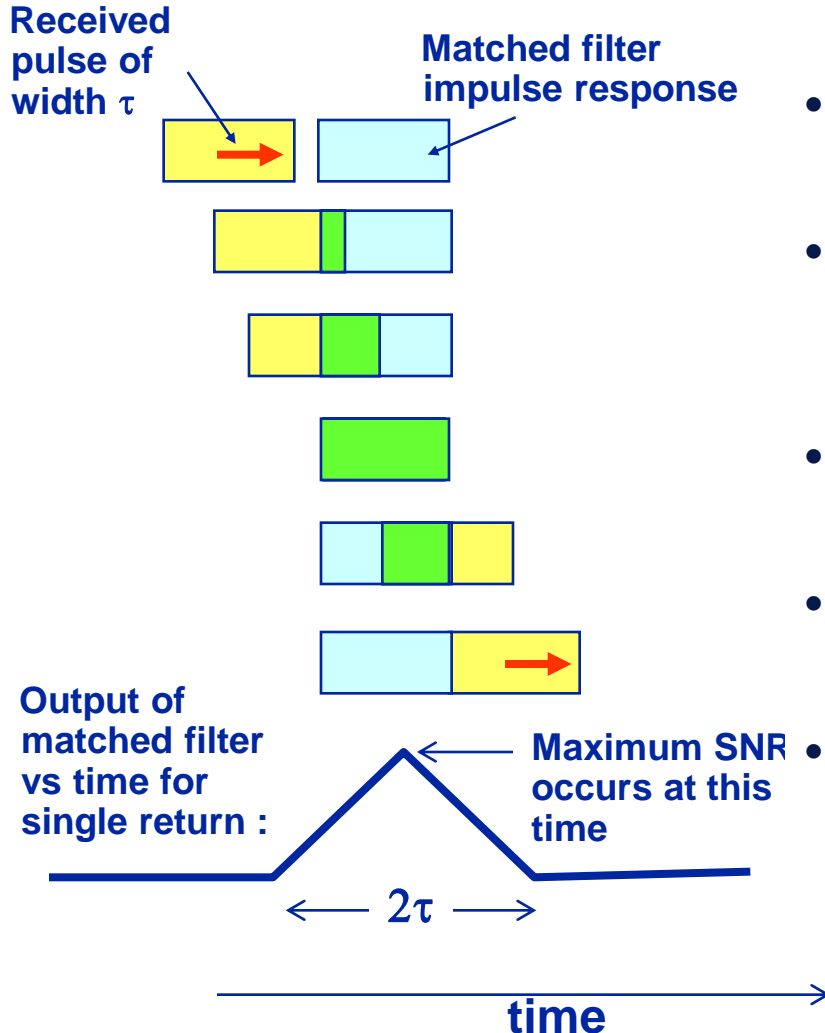 Received
pulse of
width τ
Matched filter
impulse response
Output of
matched filter
vs time for
single return :
Maximum SNR
occurs at this
time
2τ
time